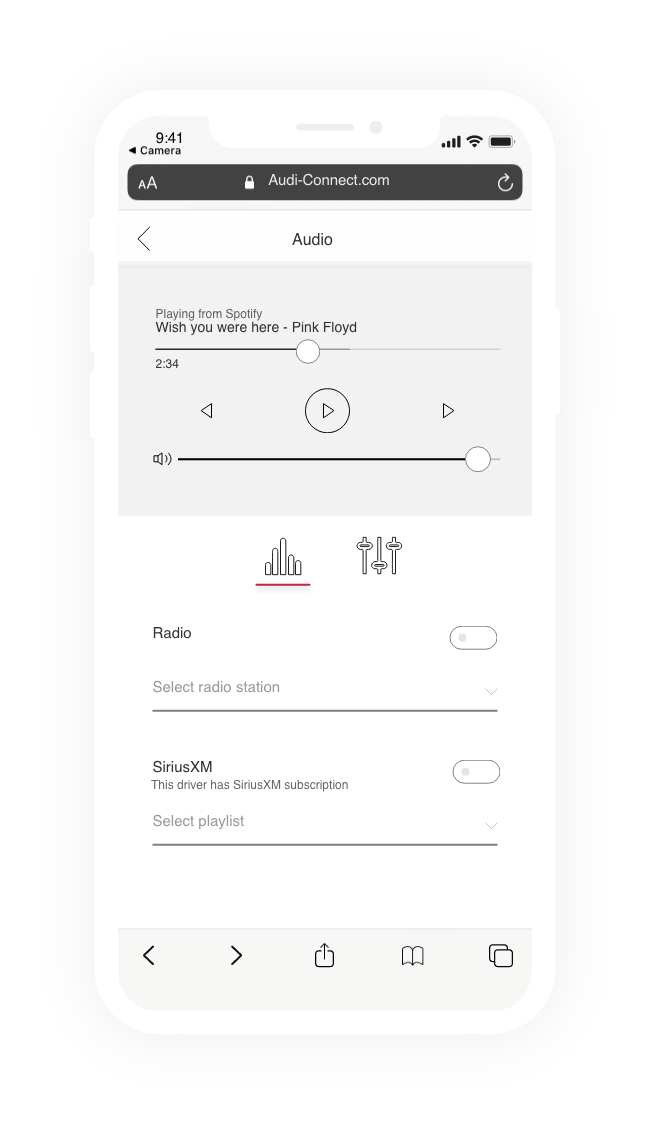 9:41
◀ Camera
AA
Audi-Connect.com
Audio
Playing from Spotify
Wish you were here - Pink Floyd
2:34
Radio
Select radio station
SiriusXM
This driver has SiriusXM subscription
Select playlist